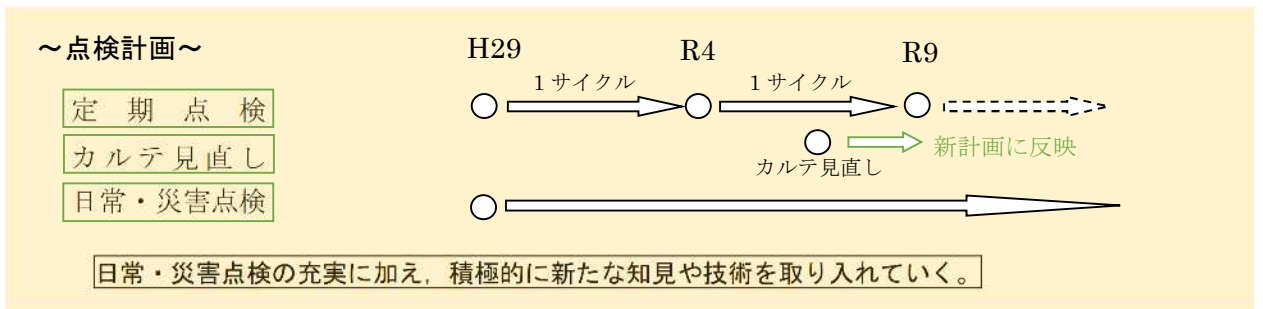 ～点検計画～
H29 R4 R9
1サイクル 1サイクル
定期点検
カルテ見直し
新計画に反映
カルテ見直し
日常・災害点検
日常・災害点検の充実に加え，積極的に新たな知見や技術を取り入れていく。